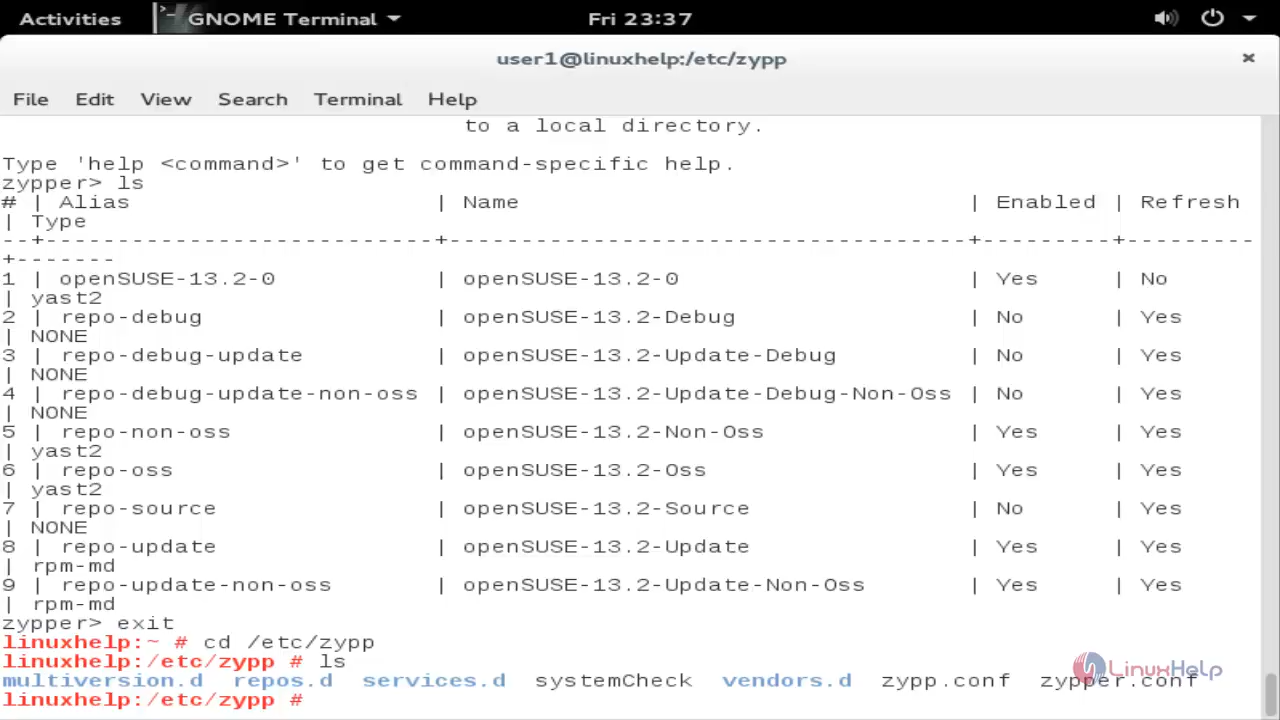 Activities GNOME Terminal Fri 23:37
user1@linuxhelp:/etc/zypp ×
File Edit View Search Terminal Help
to a local directory.
Type 'help <command>' to get command-specific help.
zypper> ls
# | Alias | Name | Enabled | Refresh
| Type
--+---------------------------+------------------------------------+---------+---------
+-------
1 | openSUSE-13.2-0 | openSUSE-13.2-0 | Yes | No
| yast2
2 | repo-debug | openSUSE-13.2-Debug | No | Yes
| NONE
3 | repo-debug-update | openSUSE-13.2-Update-Debug | No | Yes
| NONE
4 | repo-debug-update-non-oss | openSUSE-13.2-Update-Debug-Non-Oss | No | Yes
| NONE
5 | repo-non-oss | openSUSE-13.2-Non-Oss | Yes | Yes
| yast2
6 | repo-oss | openSUSE-13.2-Oss | Yes | Yes
| yast2
7 | repo-source | openSUSE-13.2-Source | No | Yes
| NONE
8 | repo-update | openSUSE-13.2-Update | Yes | Yes
| rpm-md
9 | repo-update-non-oss | openSUSE-13.2-Update-Non-Oss | Yes | Yes
| rpm-md
zypper> exit
linuxhelp:~ # cd /etc/zypp
linuxhelp:/etc/zypp # ls
multiversion.d repos.d services.d systemCheck vendors.d zypp.conf zypper.conf
linuxhelp:/etc/zypp #
LinuxHelp